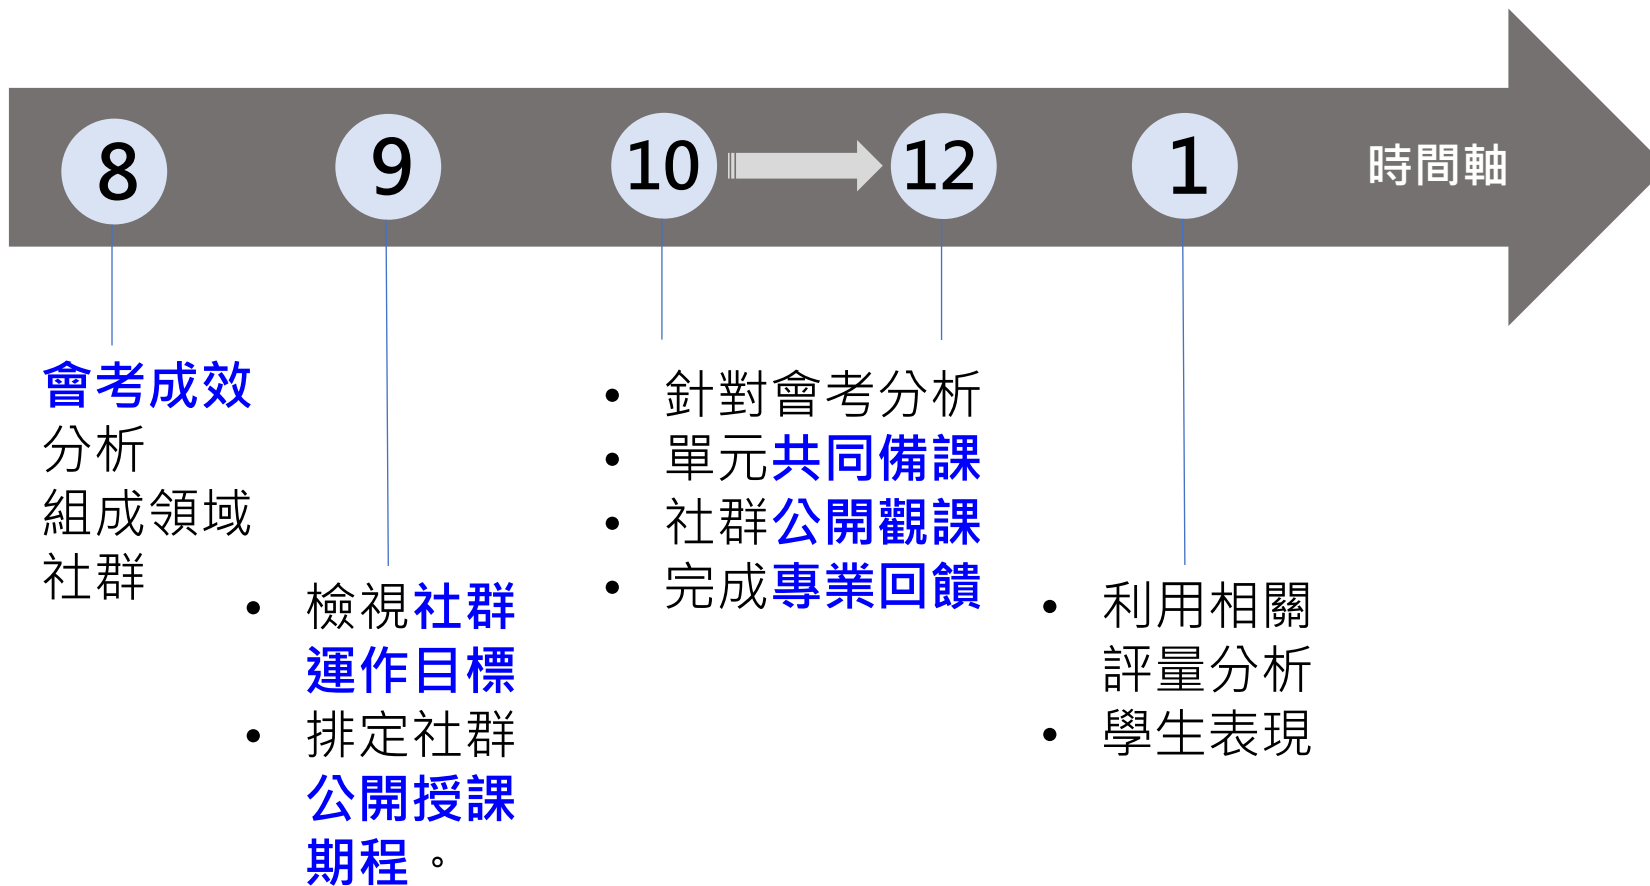 8
9
10
12
1
時間軸
會考成效
分析
組成領域
社群
• 檢視社群
運作目標
• 排定社群
公開授課
期程。
• 針對會考分析
• 單元共同備課
• 社群公開觀課
• 完成專業回饋
• 利用相關
評量分析
• 學生表現